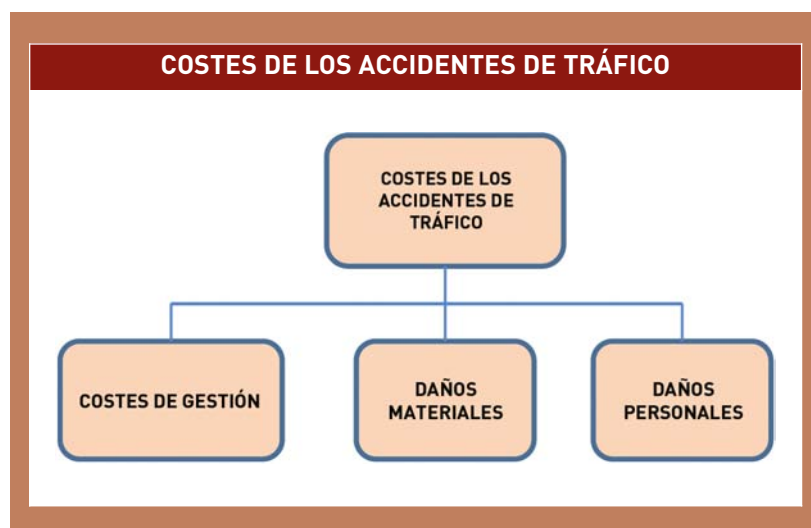 COSTES DE LOS ACCIDENTES DE TRÁFICO
COSTES DE LOS
ACCIDENTES DE
TRÁFICO
COSTES DE GESTIÓN
DAÑOS
MATERIALES
DAÑOS
PERSONALES